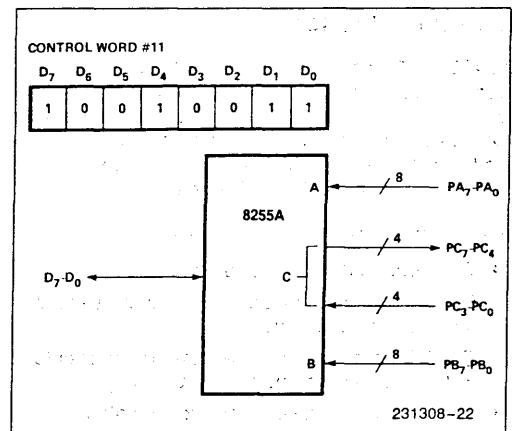 CONTROL WORD #11
D7 D6 D5 D4 D3 D2 D1 D0
1 0 0 1 0 0 1 1
8255A
A 8 PA7-PA0
4 PC7-PC4
D7-D0 C
4 PC3-PC0
B 8 PB7-PB0
231308-22